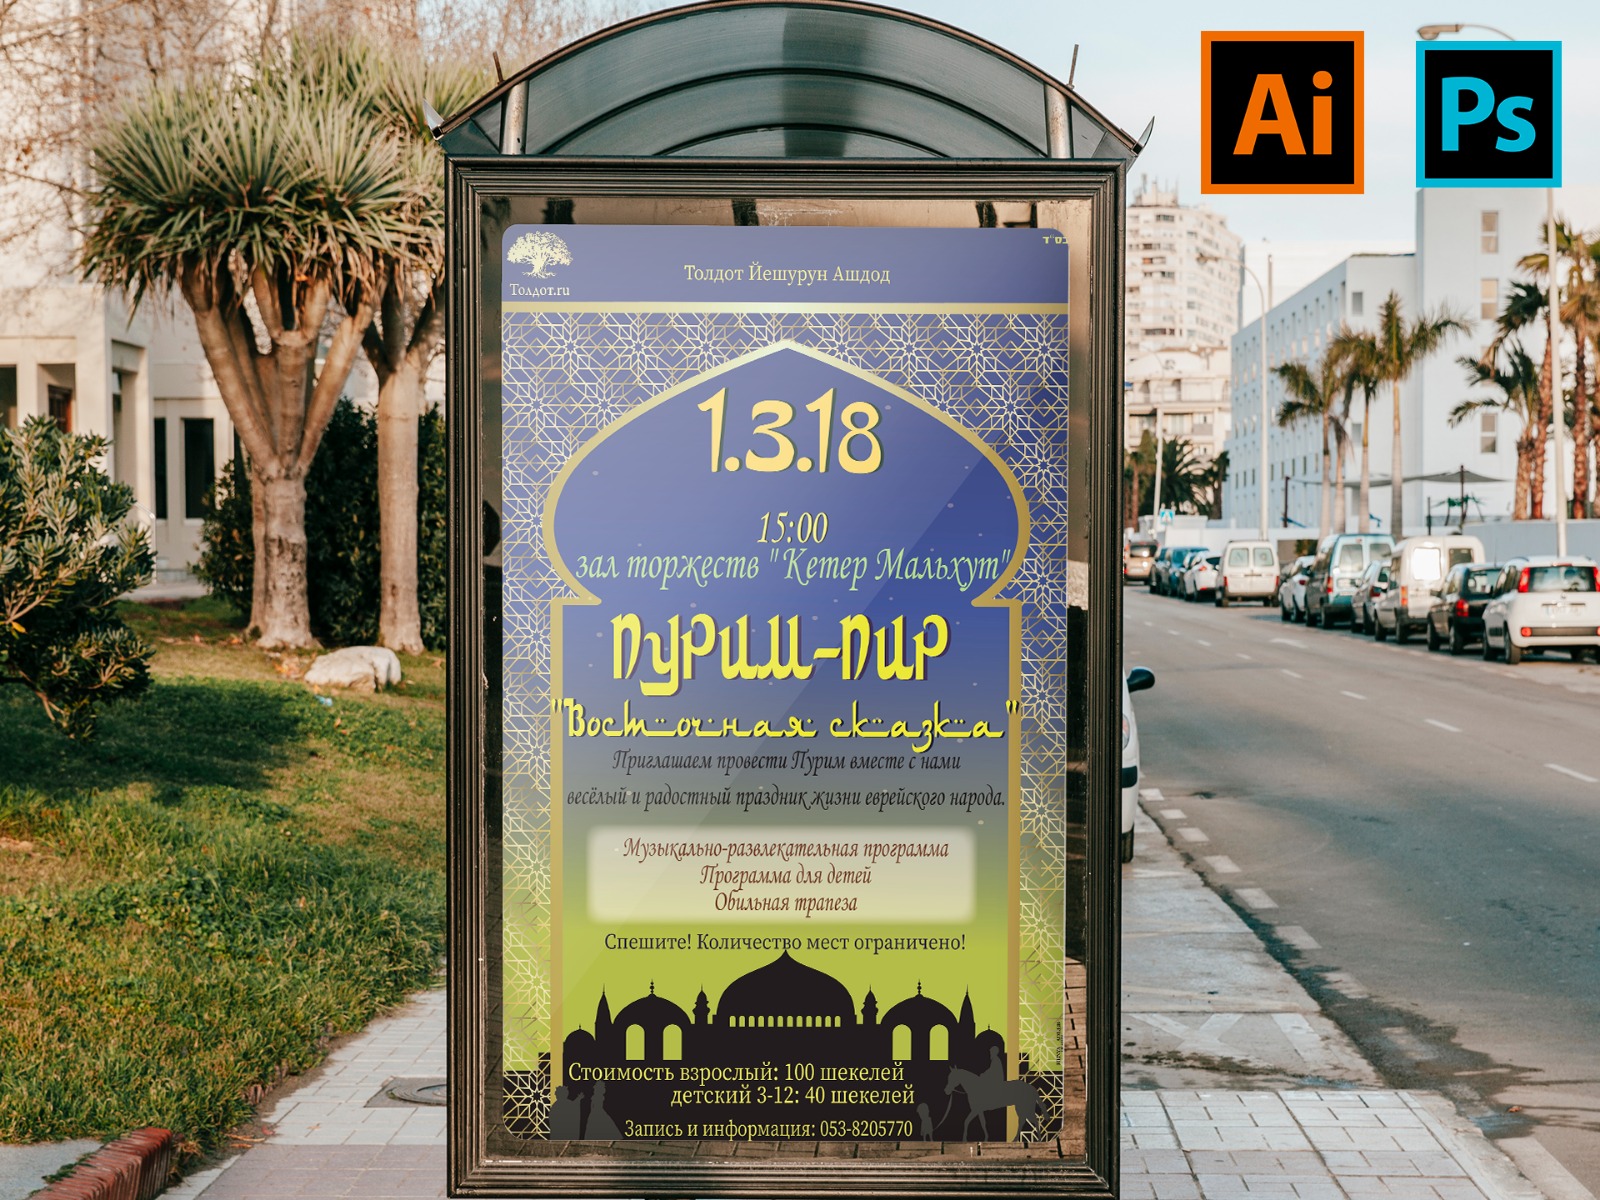 Ai
Ps
בס"ד
Толдот.ru
Толдот Йешурун Ашдод
1.3.18
15:00
зал торжеств "Кетер Мальхут"
ПУРИМ-ПИР
"Восточная сказка"
Приглашаем провести Пурим вместе с нами
весёлый и радостный праздник жизни еврейского народа.
Музыкально-развлекательная программа
Программа для детей
Обильная трапеза
Спешите! Количество мест ограничено!
Стоимость взрослый: 100 шекелей
детский 3-12: 40 шекелей
Запись и информация: 053-8205770